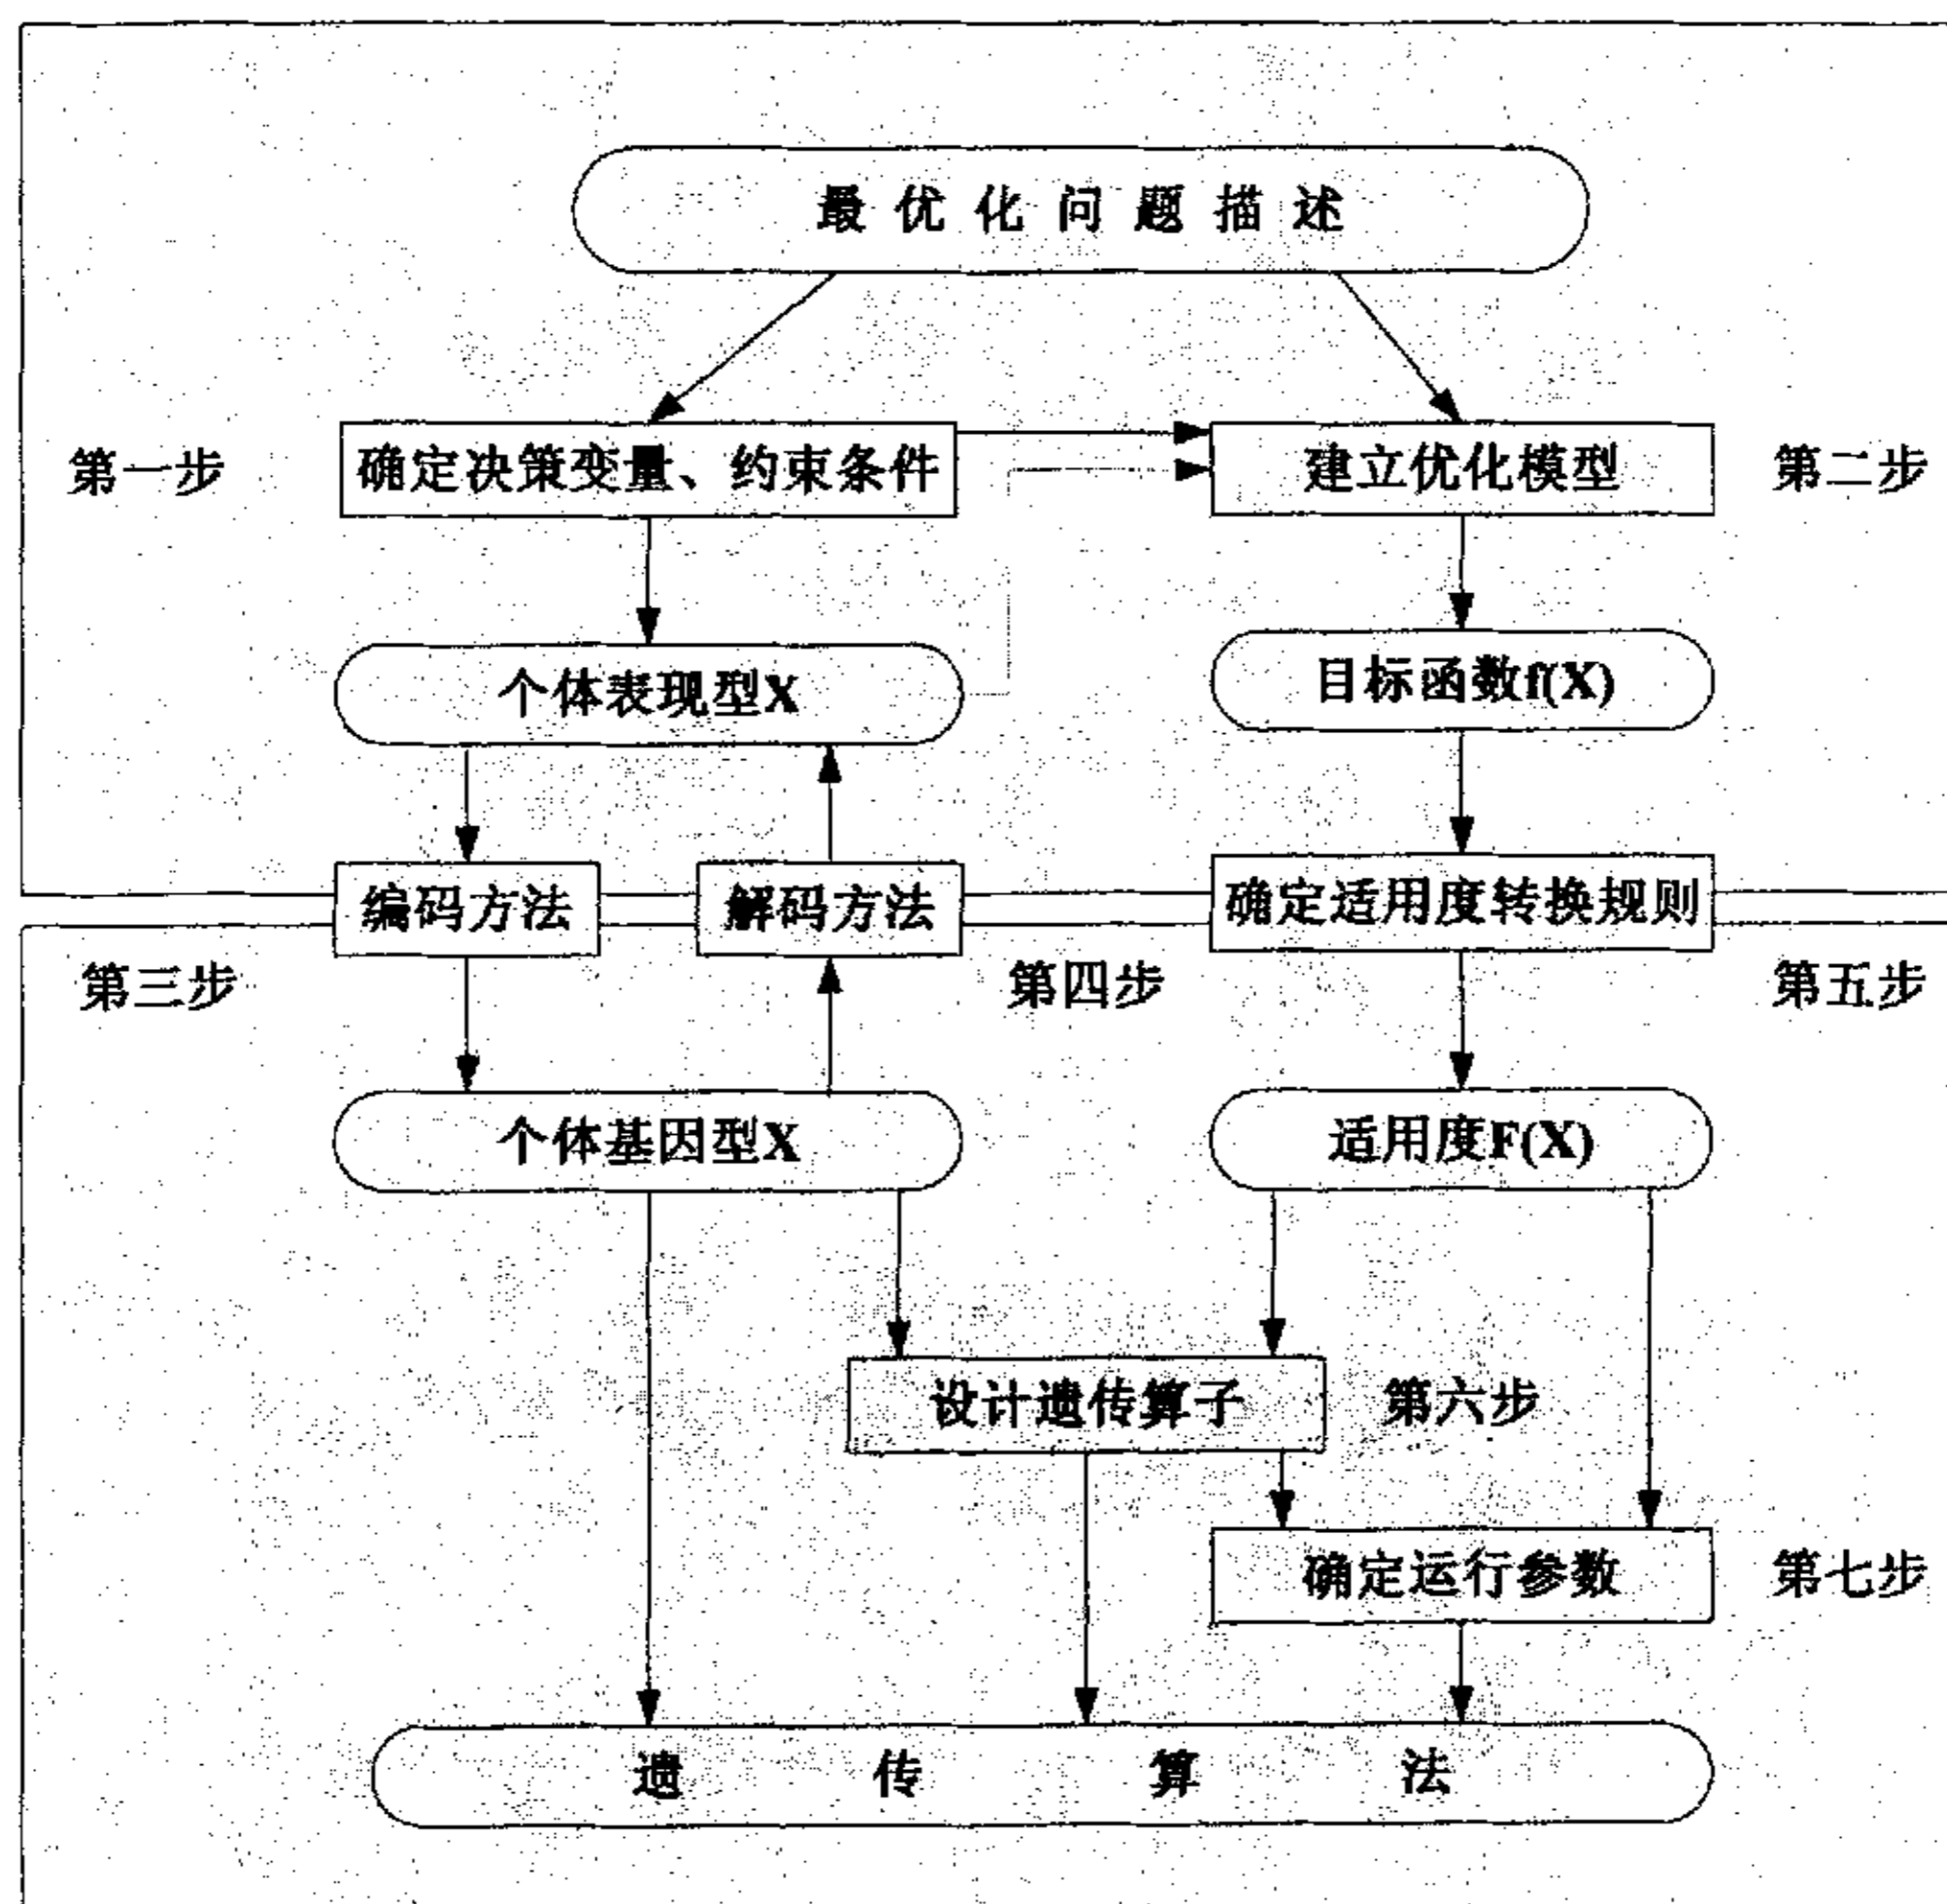 最优化问题描述
第一步
确定决策变量、约束条件
建立优化模型
第二步
个体表现型X
目标函数f(X)
编码方法
解码方法
确定适用度转换规则
第三步
第四步
第五步
个体基因型X
适用度F(X)
设计遗传算子
第六步
确定运行参数
第七步
遗传算法